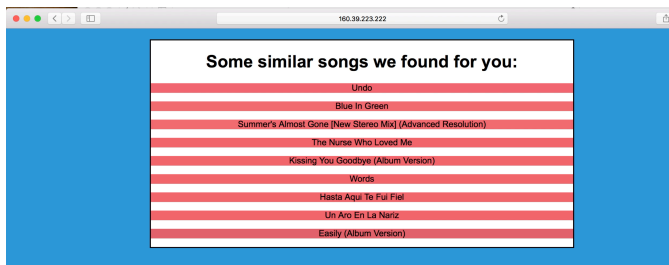 160.39.223.222
Some similar songs we found for you:
Undo
Blue In Green
Summer's Almost Gone [New Stereo Mix] (Advanced Resolution)
The Nurse Who Loved Me
Kissing You Goodbye (Album Version)
Words
Hasta Aqui Te Fui Fiel
Un Aro En La Nariz
Easily (Album Version)